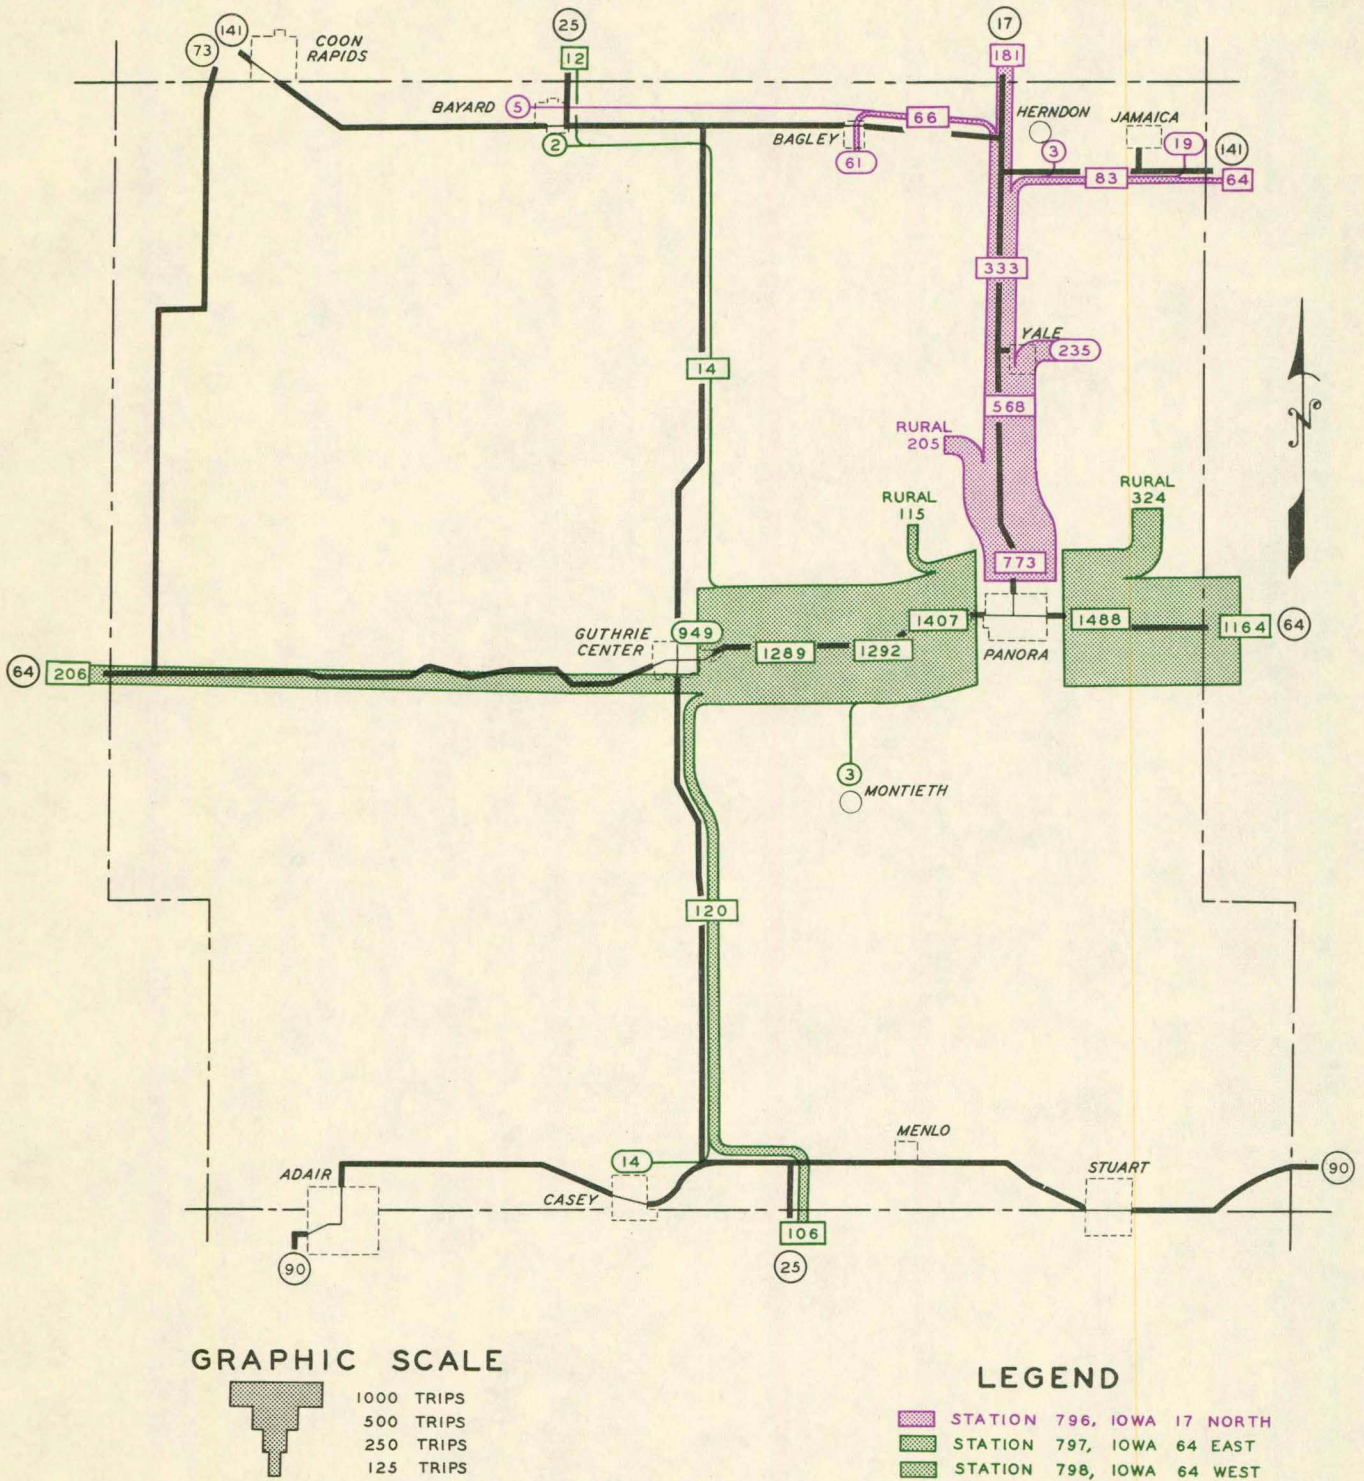 25
17
141
73
COON
RAPIDS
12
181
BAYARD
5
66
HERNDON
JAMAICA
BAGLEY
2
61
3
19
141
83
64
333
YALE
235
14
568
RURAL
205
RURAL
115
RURAL
324
N
773
1407
1488
1164
64
GUTHRIE
CENTER
949
1289
1292
PANORA
64
206
3
MONTIETH
120
MENLO
ADAIR
14
CASEY
STUART
90
106
90
25
GRAPHIC SCALE
1000 TRIPS
500 TRIPS
250 TRIPS
125 TRIPS
LEGEND
STATION 796, IOWA 17 NORTH
STATION 797, IOWA 64 EAST
STATION 798, IOWA 64 WEST